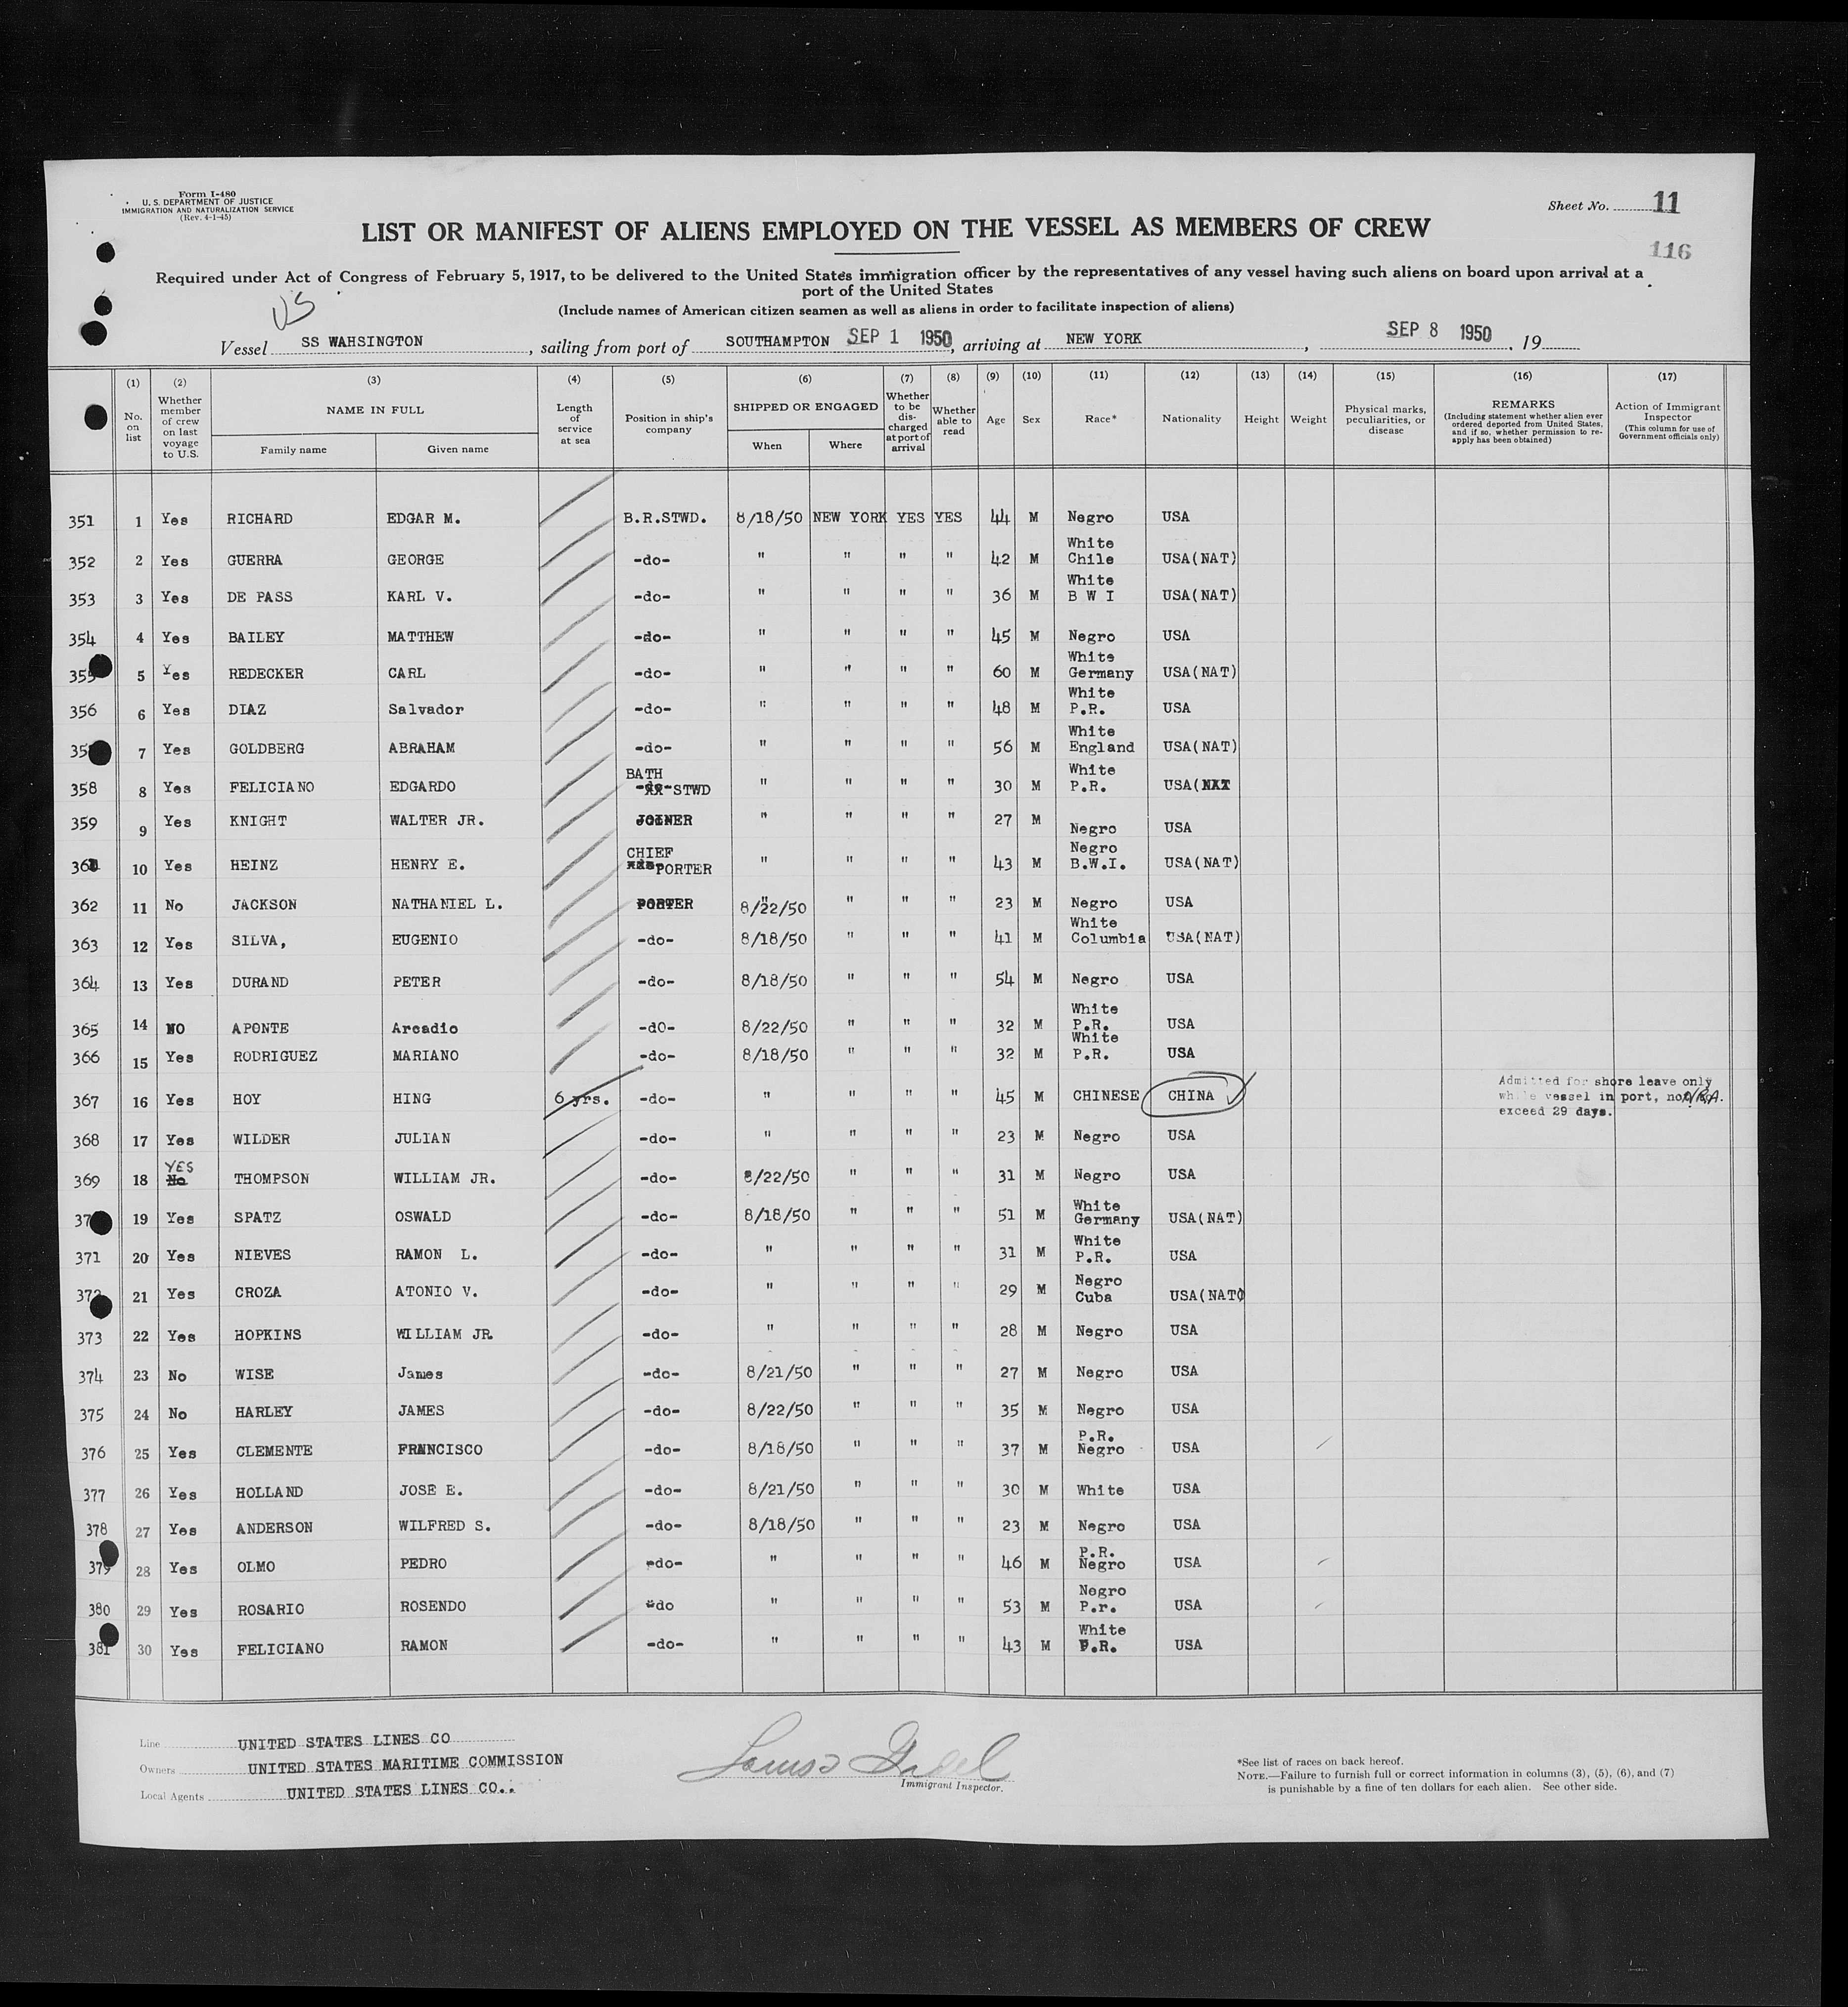 Form I-480
U. S. DEPARTMENT OF JUSTICE
IMMIGRATION AND NATURALIZATION SERVICE
(Rev. 4-1-45)
Sheet No. 11
LIST OR MANIFEST OF ALIENS EMPLOYED ON THE VESSEL AS MEMBERS OF CREW
116
Required under Act of Congress of February 5, 1917, to be delivered to the United States immigration officer by the representatives of any vessel having such aliens on board upon arrival at a
port of the United States
US
(Include names of American citizen seamen as well as aliens in order to facilitate inspection of aliens)
Vessel SS WAHSINGTON, sailing from port of SOUTHAMPTON SEP 1 1950, arriving at NEW YORK, SEP 8 1950, 19
(1) No. on list
(2) Whether member of crew on last voyage to U.S.
(3) NAME IN FULL
Family name Given name
(4) Length of service at sea
(5) Position in ship's company
(6) SHIPPED OR ENGAGED
When Where
(7) Whether to be discharged at port of arrival
(8) Whether able to read
(9) Age
(10) Sex
(11) Race*
(12) Nationality
(13) Height
(14) Weight
(15) Physical marks, peculiarities, or disease
(16) REMARKS (Including statement whether alien ever ordered deported from United States, and if so, whether permission to re-apply has been obtained)
(17) Action of Immigrant Inspector (This column for use of Government officials only)
351 1 Yes RICHARD EDGAR M. B.R.STWD. 8/18/50 NEW YORK YES YES 44 M Negro USA
352 2 Yes GUERRA GEORGE -do- " " " " 42 M White Chile USA(NAT)
353 3 Yes DE PASS KARL V. -do- " " " " 36 M White B W I USA(NAT)
354 4 Yes BAILEY MATTHEW -do- " " " " 45 M Negro USA
355 5 Yes REDECKER CARL -do- " " " " 60 M White Germany USA(NAT)
356 6 Yes DIAZ Salvador -do- " " " " 48 M White P.R. USA
35 7 Yes GOLDBERG ABRAHAM -do- " " " " 56 M White England USA(NAT)
358 8 Yes FELICIANO EDGARDO BATH STWD " " " " 30 M White P.R. USA(NAT
359 9 Yes KNIGHT WALTER JR. JOINER " " " " 27 M Negro USA
36 10 Yes HEINZ HENRY E. CHIEF PORTER " " " " 43 M Negro B.W.I. USA(NAT)
362 11 No JACKSON NATHANIEL L. PORTER 8/22/50 " " " 23 M Negro USA
363 12 Yes SILVA, EUGENIO -do- 8/18/50 " " " 41 M White Columbia USA(NAT)
364 13 Yes DURAND PETER -do- 8/18/50 " " " 54 M Negro USA
365 14 NO APONTE Arcadio -dO- 8/22/50 " " " 32 M White P.R. USA
366 15 Yes RODRIGUEZ MARIANO -do- 8/18/50 " " " 32 M White P.R. USA
367 16 Yes HOY HING 6 yrs. -do- " " " " 45 M CHINESE CHINA Admitted for shore leave only
while vessel in port, not
exceed 29 days.
368 17 Yes WILDER JULIAN -do- " " " " 23 M Negro USA
369 18 YES No THOMPSON WILLIAM JR. -do- 8/22/50 " " " 31 M Negro USA
37 19 Yes SPATZ OSWALD -do- 8/18/50 " " " 51 M White Germany USA(NAT)
371 20 Yes NIEVES RAMON L. -do- " " " " 31 M White P.R. USA
372 21 Yes CROZA ATONIO V. -do- " " " " 29 M Negro Cuba USA(NAT)
373 22 Yes HOPKINS WILLIAM JR. -do- " " " " 28 M Negro USA
374 23 No WISE James -do- 8/21/50 " " " 27 M Negro USA
375 24 No HARLEY JAMES -do- 8/22/50 " " " 35 M Negro USA
376 25 Yes CLEMENTE FRANCISCO -do- 8/18/50 " " " 37 M P.R. Negro USA
377 26 Yes HOLLAND JOSE E. -do- 8/21/50 " " " 30 M White USA
378 27 Yes ANDERSON WILFRED S. -do- 8/18/50 " " " 23 M Negro USA
379 28 Yes OLMO PEDRO -do- " " " " 46 M P.R. Negro USA
380 29 Yes ROSARIO ROSENDO "do " " " " 53 M Negro P.r. USA
381 30 Yes FELICIANO RAMON -do- " " " " 43 M White P.R. USA
Line UNITED STATES LINES CO
Owners UNITED STATES MARITIME COMMISSION
Local Agents UNITED STATES LINES CO..
Immigrant Inspector.
*See list of races on back hereof.
NOTE.—Failure to furnish full or correct information in columns (3), (5), (6), and (7)
is punishable by a fine of ten dollars for each alien. See other side.